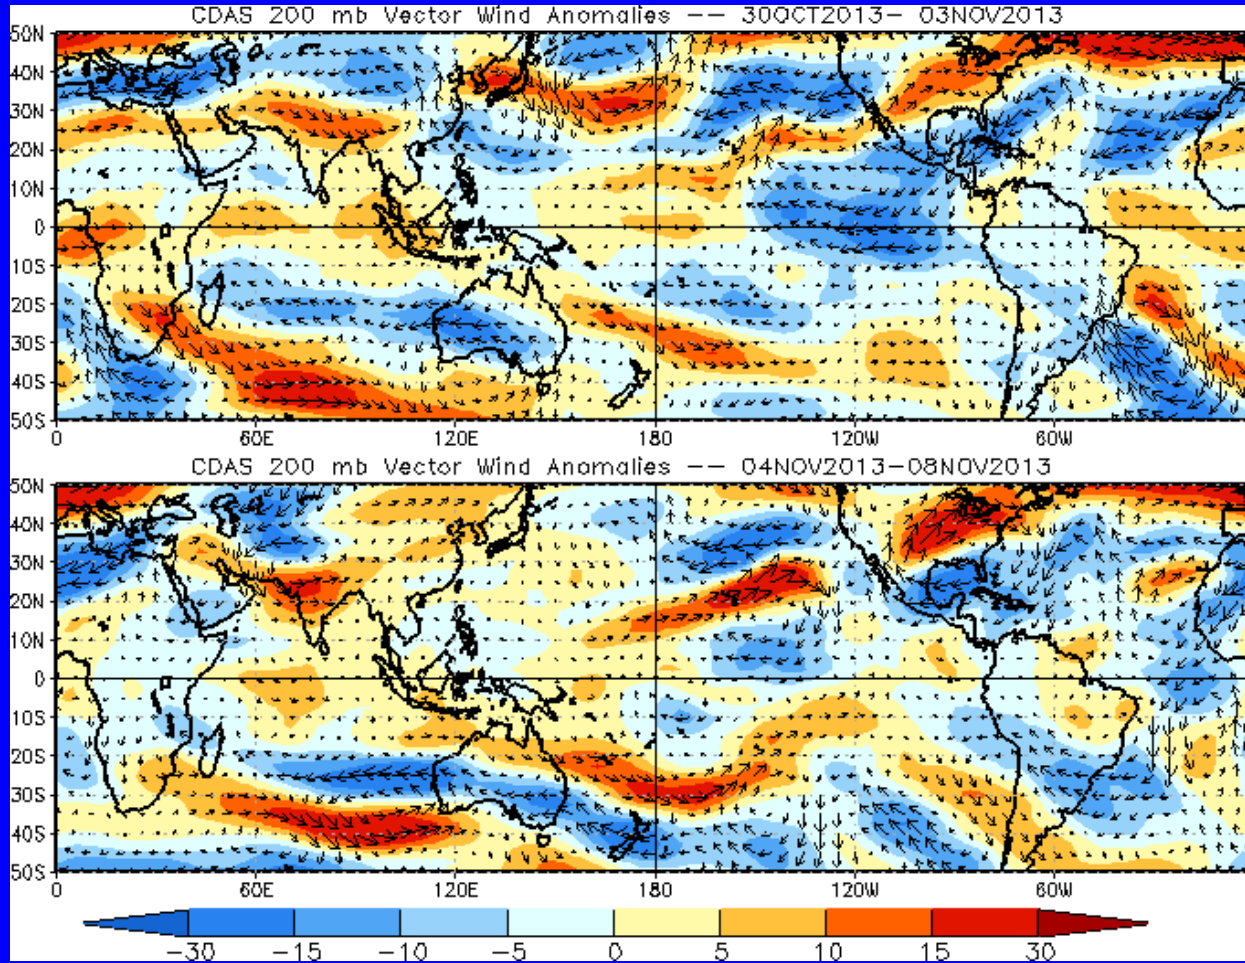 CDAS 200 mb Vector Wind Anomalies -- 30OCT2013- 03NOV2013
50N
40N
30N
20N
10N
0
10S
20S
30S
40S
50S
0 60E 120E 180 120W 60W
CDAS 200 mb Vector Wind Anomalies -- 04NOV2013-08NOV2013
50N
40N
30N
20N
10N
0
10S
20S
30S
40S
50S
0 60E 120E 180 120W 60W
-30 -15 -10 -5 0 5 10 15 30